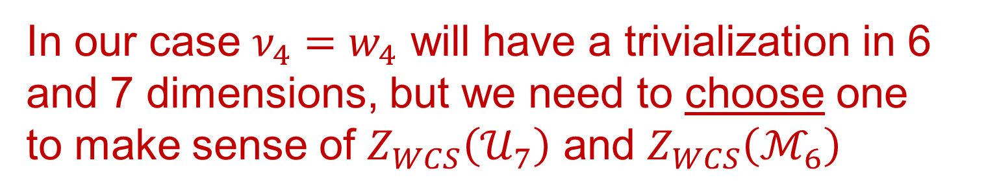 In our case ν₄ = w₄ will have a trivialization in 6
and 7 dimensions, but we need to choose one
to make sense of Z_WCS(𝒰₇) and Z_WCS(ℳ₆)